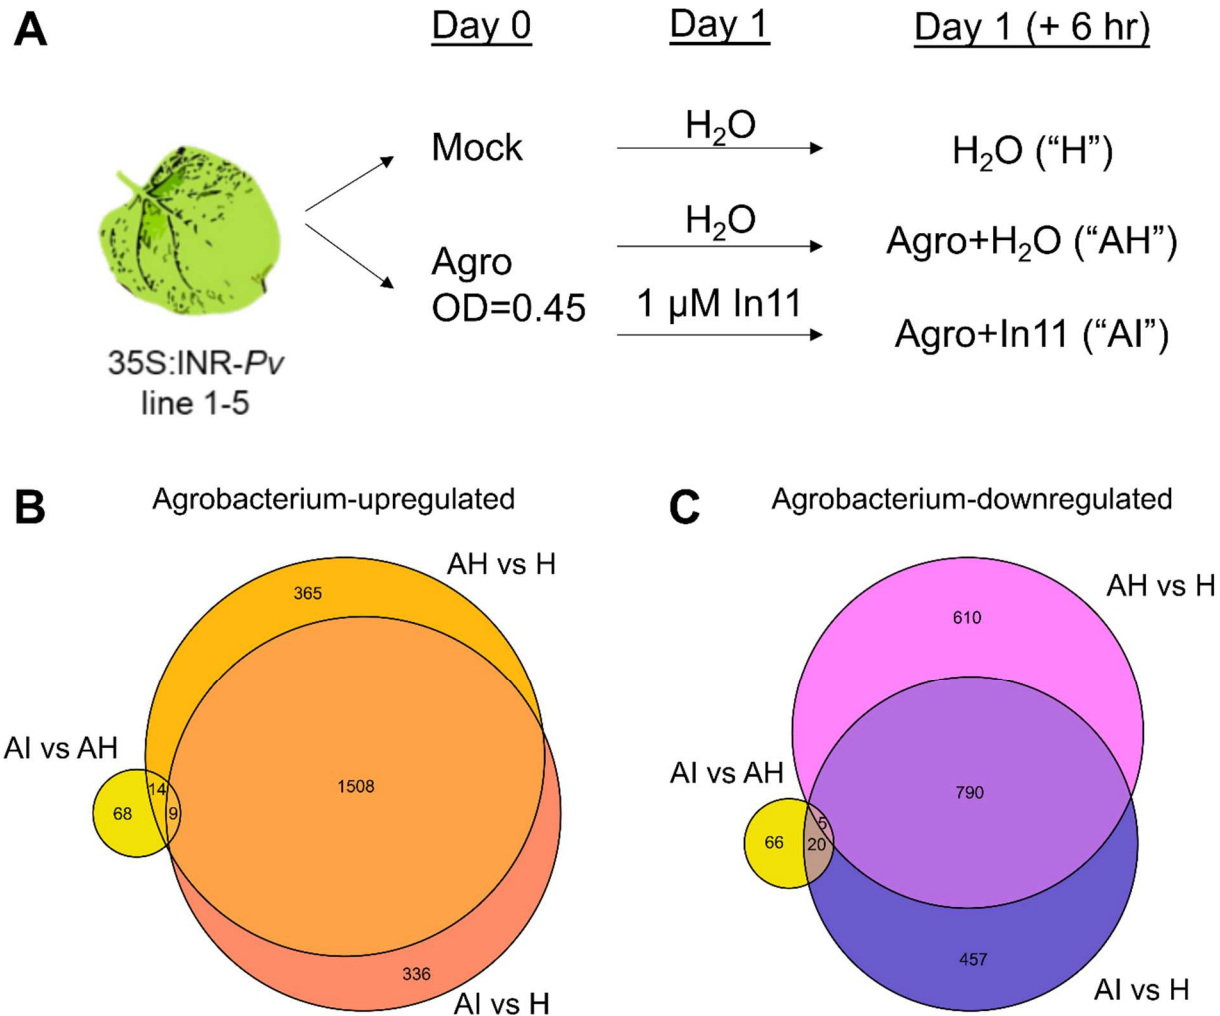 A
Day 0
Day 1
Day 1 (+ 6 hr)
Mock
H₂O
H₂O (“H”)
Agro
OD=0.45
H₂O
Agro+H₂O (“AH”)
1 µM In11
Agro+In11 (“AI”)
35S:INR-Pv
line 1-5
B
Agrobacterium-upregulated
AH vs H
365
AI vs AH
14
68
9
1508
336
AI vs H
C
Agrobacterium-downregulated
AH vs H
610
AI vs AH
5
66
20
790
457
AI vs H